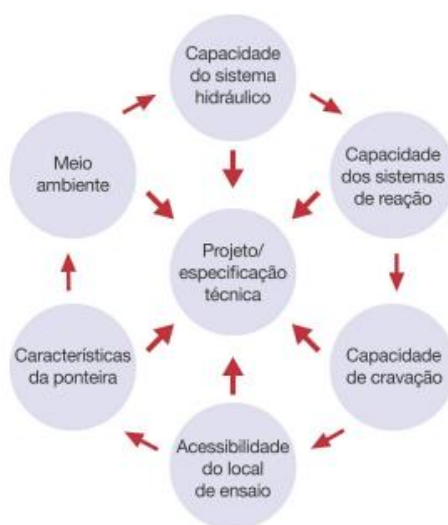 Capacidade
do sistema
hidráulico
Capacidade
dos sistemas
de reação
Capacidade
de cravação
Acessibilidade
do local
de ensaio
Características
da ponteira
Meio
ambiente
Projeto/
especificação
técnica